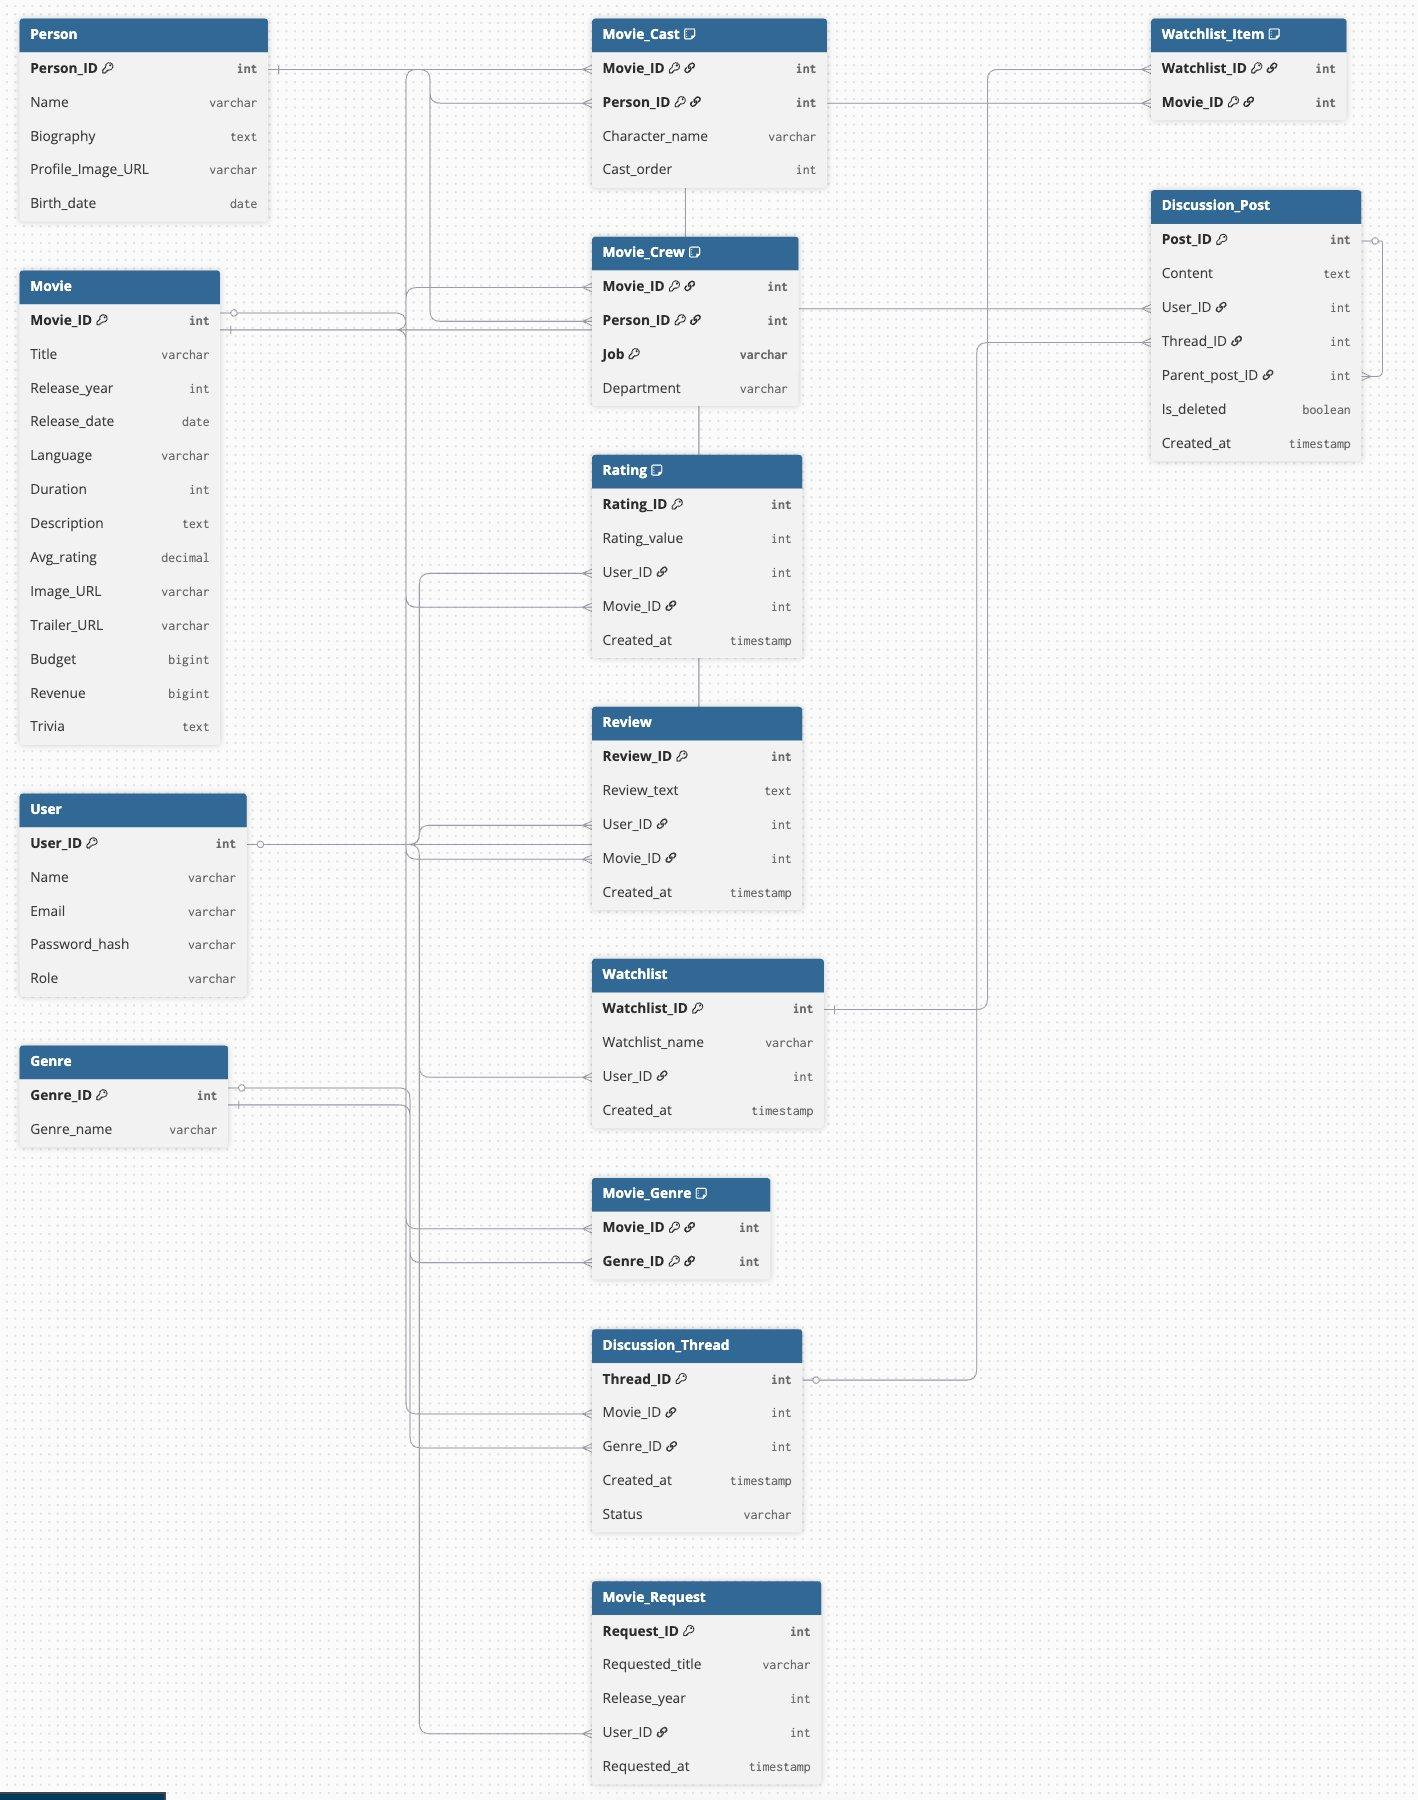 Person
Person_ID int
Name varchar
Biography text
Profile_Image_URL varchar
Birth_date date
Movie
Movie_ID int
Title varchar
Release_year int
Release_date date
Language varchar
Duration int
Description text
Avg_rating decimal
Image_URL varchar
Trailer_URL varchar
Budget bigint
Revenue bigint
Trivia text
User
User_ID int
Name varchar
Email varchar
Password_hash varchar
Role varchar
Genre
Genre_ID int
Genre_name varchar
Movie_Cast
Movie_ID int
Person_ID int
Character_name varchar
Cast_order int
Movie_Crew
Movie_ID int
Person_ID int
Job varchar
Department varchar
Rating
Rating_ID int
Rating_value int
User_ID int
Movie_ID int
Created_at timestamp
Review
Review_ID int
Review_text text
User_ID int
Movie_ID int
Created_at timestamp
Watchlist
Watchlist_ID int
Watchlist_name varchar
User_ID int
Created_at timestamp
Movie_Genre
Movie_ID int
Genre_ID int
Discussion_Thread
Thread_ID int
Movie_ID int
Genre_ID int
Created_at timestamp
Status varchar
Movie_Request
Request_ID int
Requested_title varchar
Release_year int
User_ID int
Requested_at timestamp
Watchlist_Item
Watchlist_ID int
Movie_ID int
Discussion_Post
Post_ID int
Content text
User_ID int
Thread_ID int
Parent_post_ID int
Is_deleted boolean
Created_at timestamp